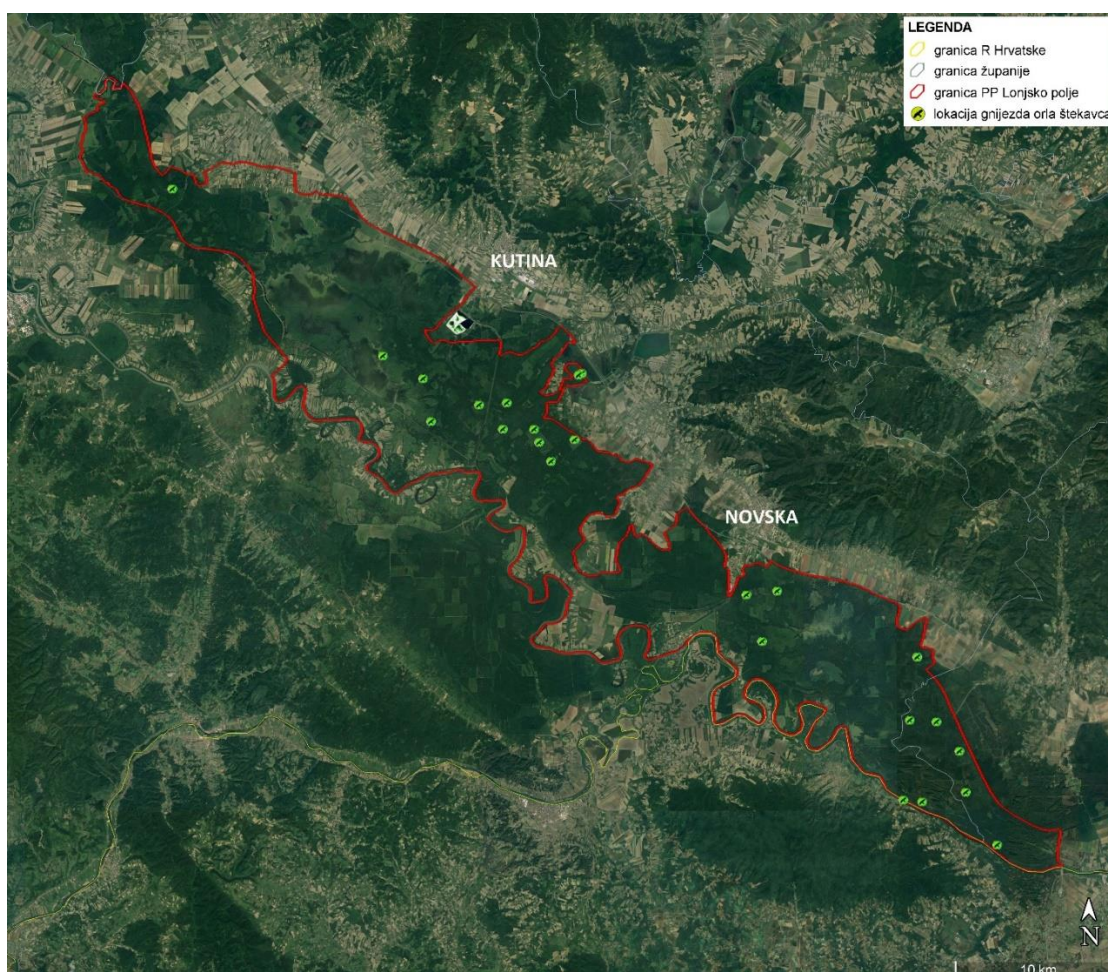 LEGENDA
granica R Hrvatske
granica županije
granica PP Lonjsko polje
lokacija gnijezda orla štekavca
KUTINA
NOVSKA
N
10 km